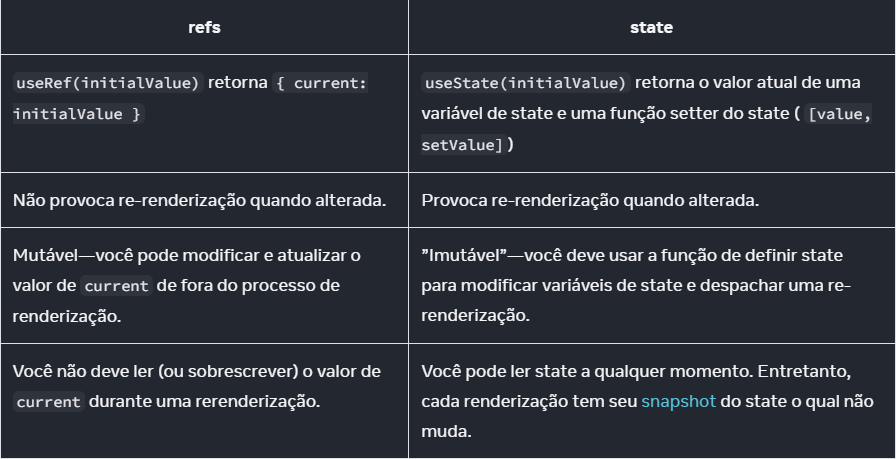 refs
state
useRef(initialValue) retorna { current:
initialValue }
useState(initialValue) retorna o valor atual de uma
variável de state e uma função setter do state ( [value,
setValue] )
Não provoca re-renderização quando alterada.
Provoca re-renderização quando alterada.
Mutável—você pode modificar e atualizar o
valor de current de fora do processo de
renderização.
”Imutável”—você deve usar a função de definir state
para modificar variáveis de state e despachar uma re-
renderização.
Você não deve ler (ou sobrescrever) o valor de
current durante uma rerenderização.
Você pode ler state a qualquer momento. Entretanto,
cada renderização tem seu snapshot do state o qual não
muda.